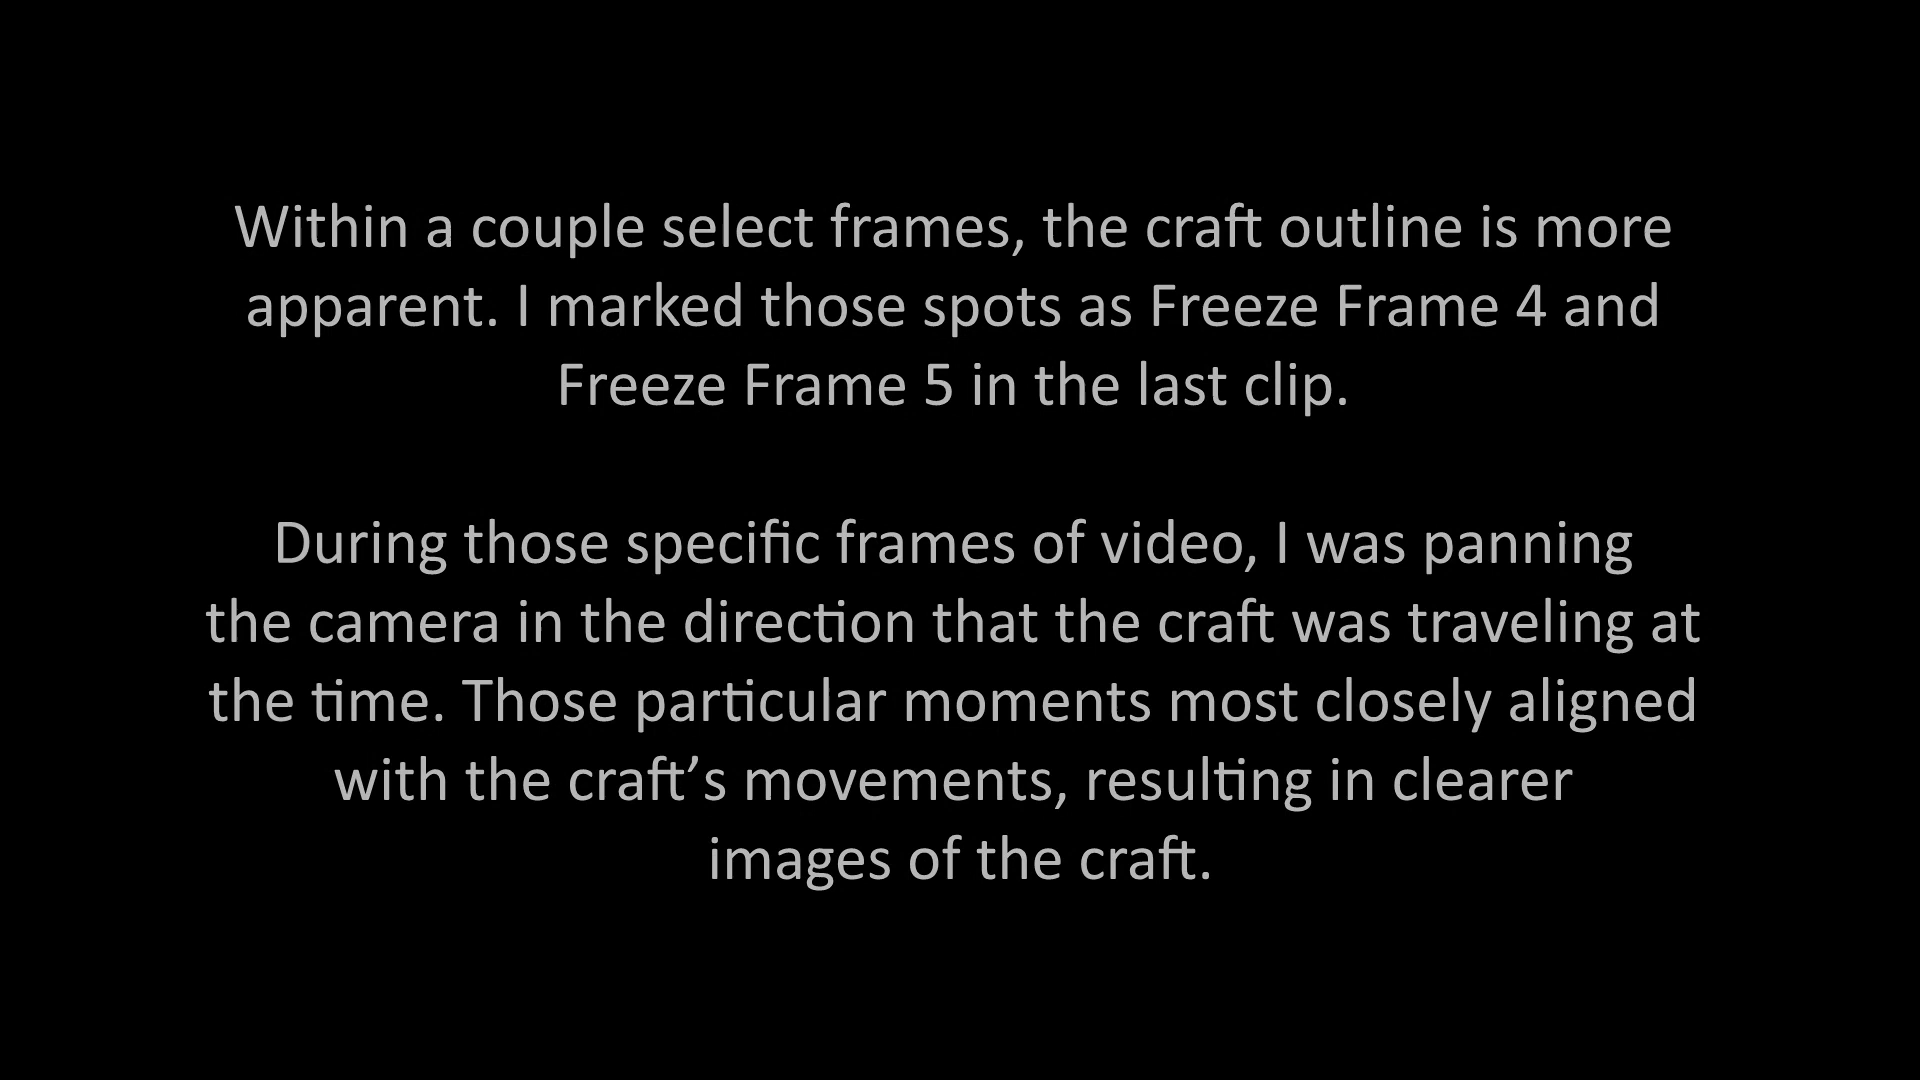 Within a couple select frames, the craft outline is more
apparent. I marked those spots as Freeze Frame 4 and
Freeze Frame 5 in the last clip.
During those specific frames of video, I was panning
the camera in the direction that the craft was traveling at
the time. Those particular moments most closely aligned
with the craft’s movements, resulting in clearer
images of the craft.